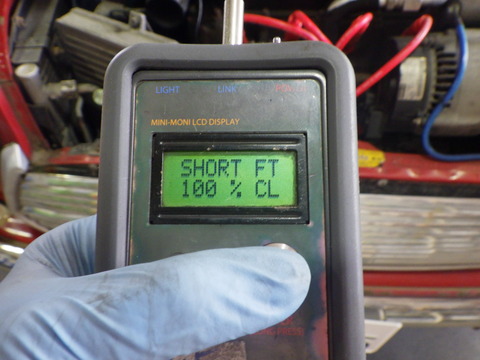 LIGHT LINK
MINI-MONI LCD DISPLAY
SHORT FT
100 % CL